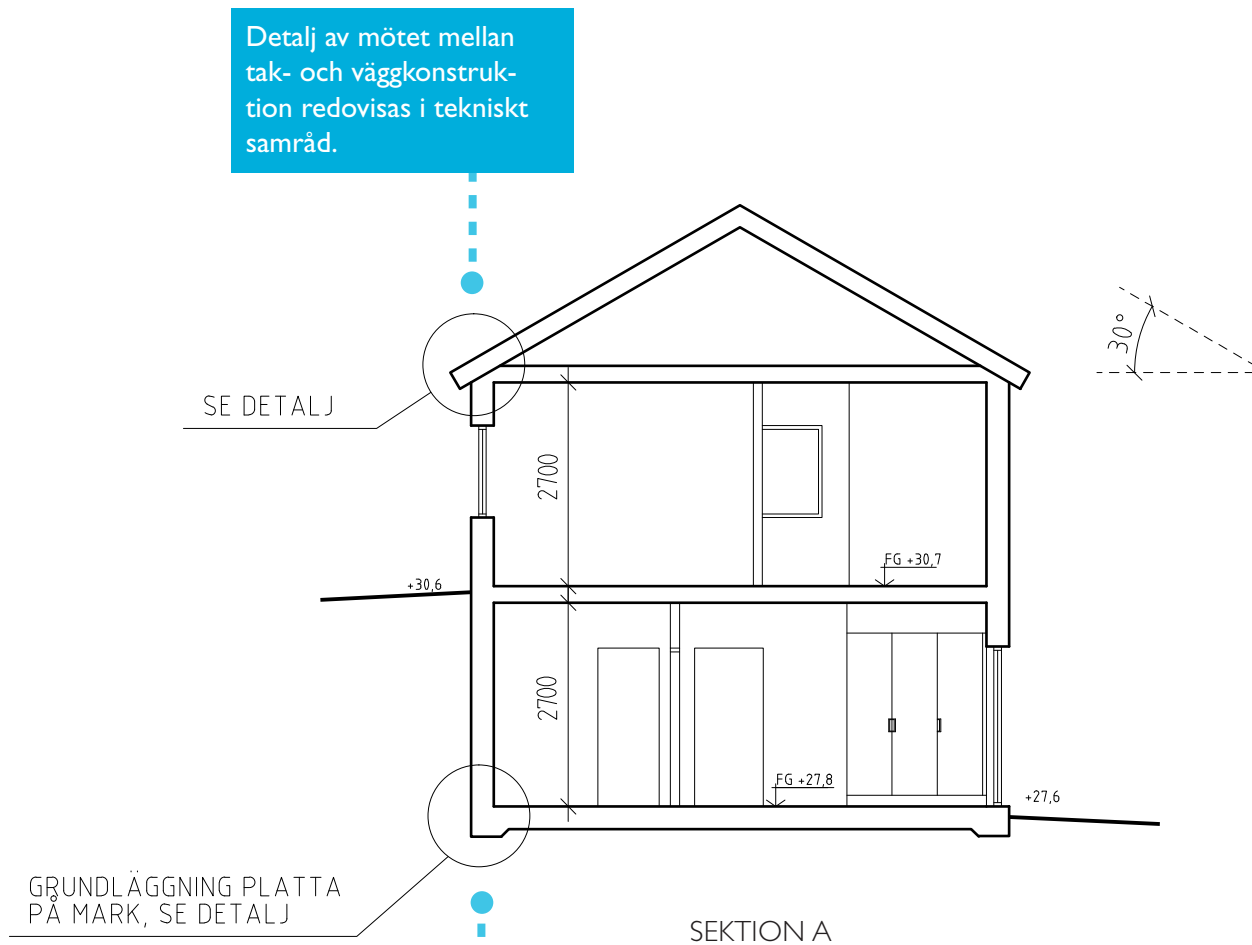 Detalj av mötet mellan
tak- och väggkonstruk-
tion redovisas i tekniskt
samråd.
30°
SE DETALJ
2700
FG +30,7
+30,6
2700
FG +27,8
+27,6
GRUNDLÄGGNING PLATTA
PÅ MARK, SE DETALJ
SEKTION A